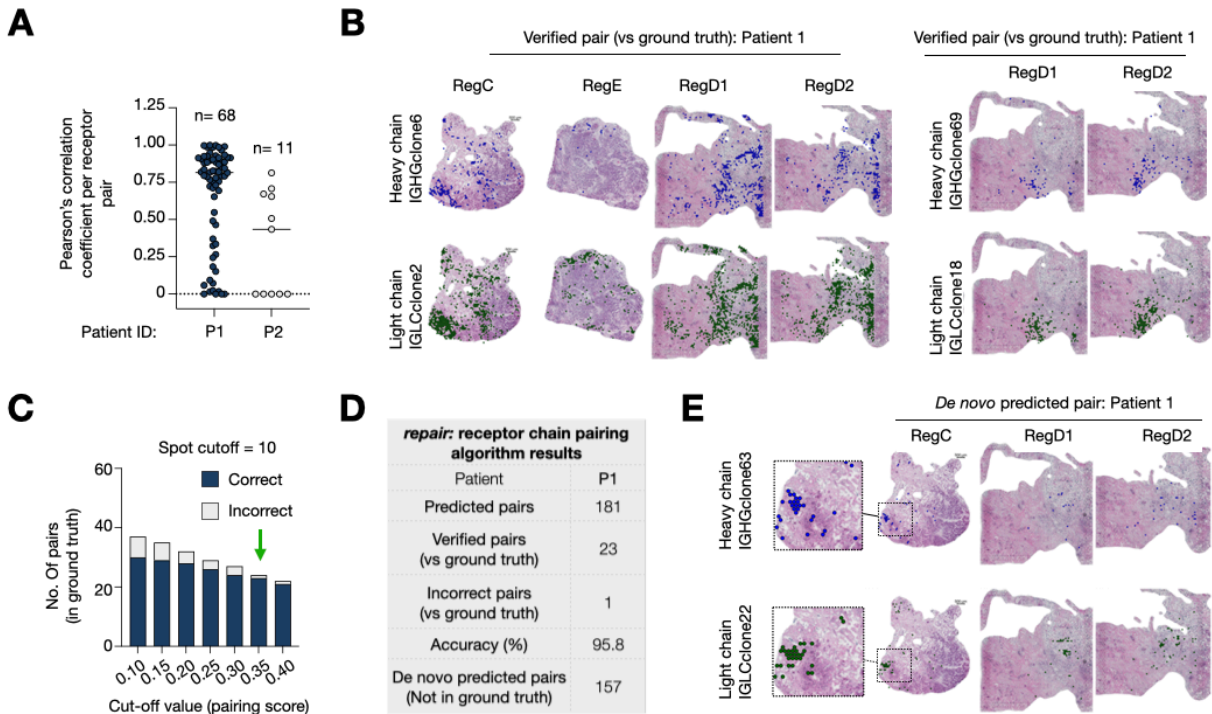 A
Pearson's correlation
coefficient per receptor
pair
1.25
1.00
0.75
0.50
0.25
0
n= 68
n= 11
Patient ID:
P1
P2
B
Verified pair (vs ground truth): Patient 1
RegC
RegE
RegD1
RegD2
Heavy chain
IGHGclone6
Light chain
IGLCclone2
Verified pair (vs ground truth): Patient 1
RegD1
RegD2
Heavy chain
IGHGclone69
Light chain
IGLCclone18
C
Spot cutoff = 10
Correct
Incorrect
No. Of pairs
(in ground truth)
60
40
20
0
0.10
0.15
0.20
0.25
0.30
0.35
0.40
Cut-off value (pairing score)
D
repair: receptor chain pairing
algorithm results
Patient
P1
Predicted pairs
181
Verified pairs
(vs ground truth)
23
Incorrect pairs
(vs ground truth)
1
Accuracy (%)
95.8
De novo predicted pairs
(Not in ground truth)
157
E
De novo predicted pair: Patient 1
RegC
RegD1
RegD2
Heavy chain
IGHGclone63
Light chain
IGLCclone22